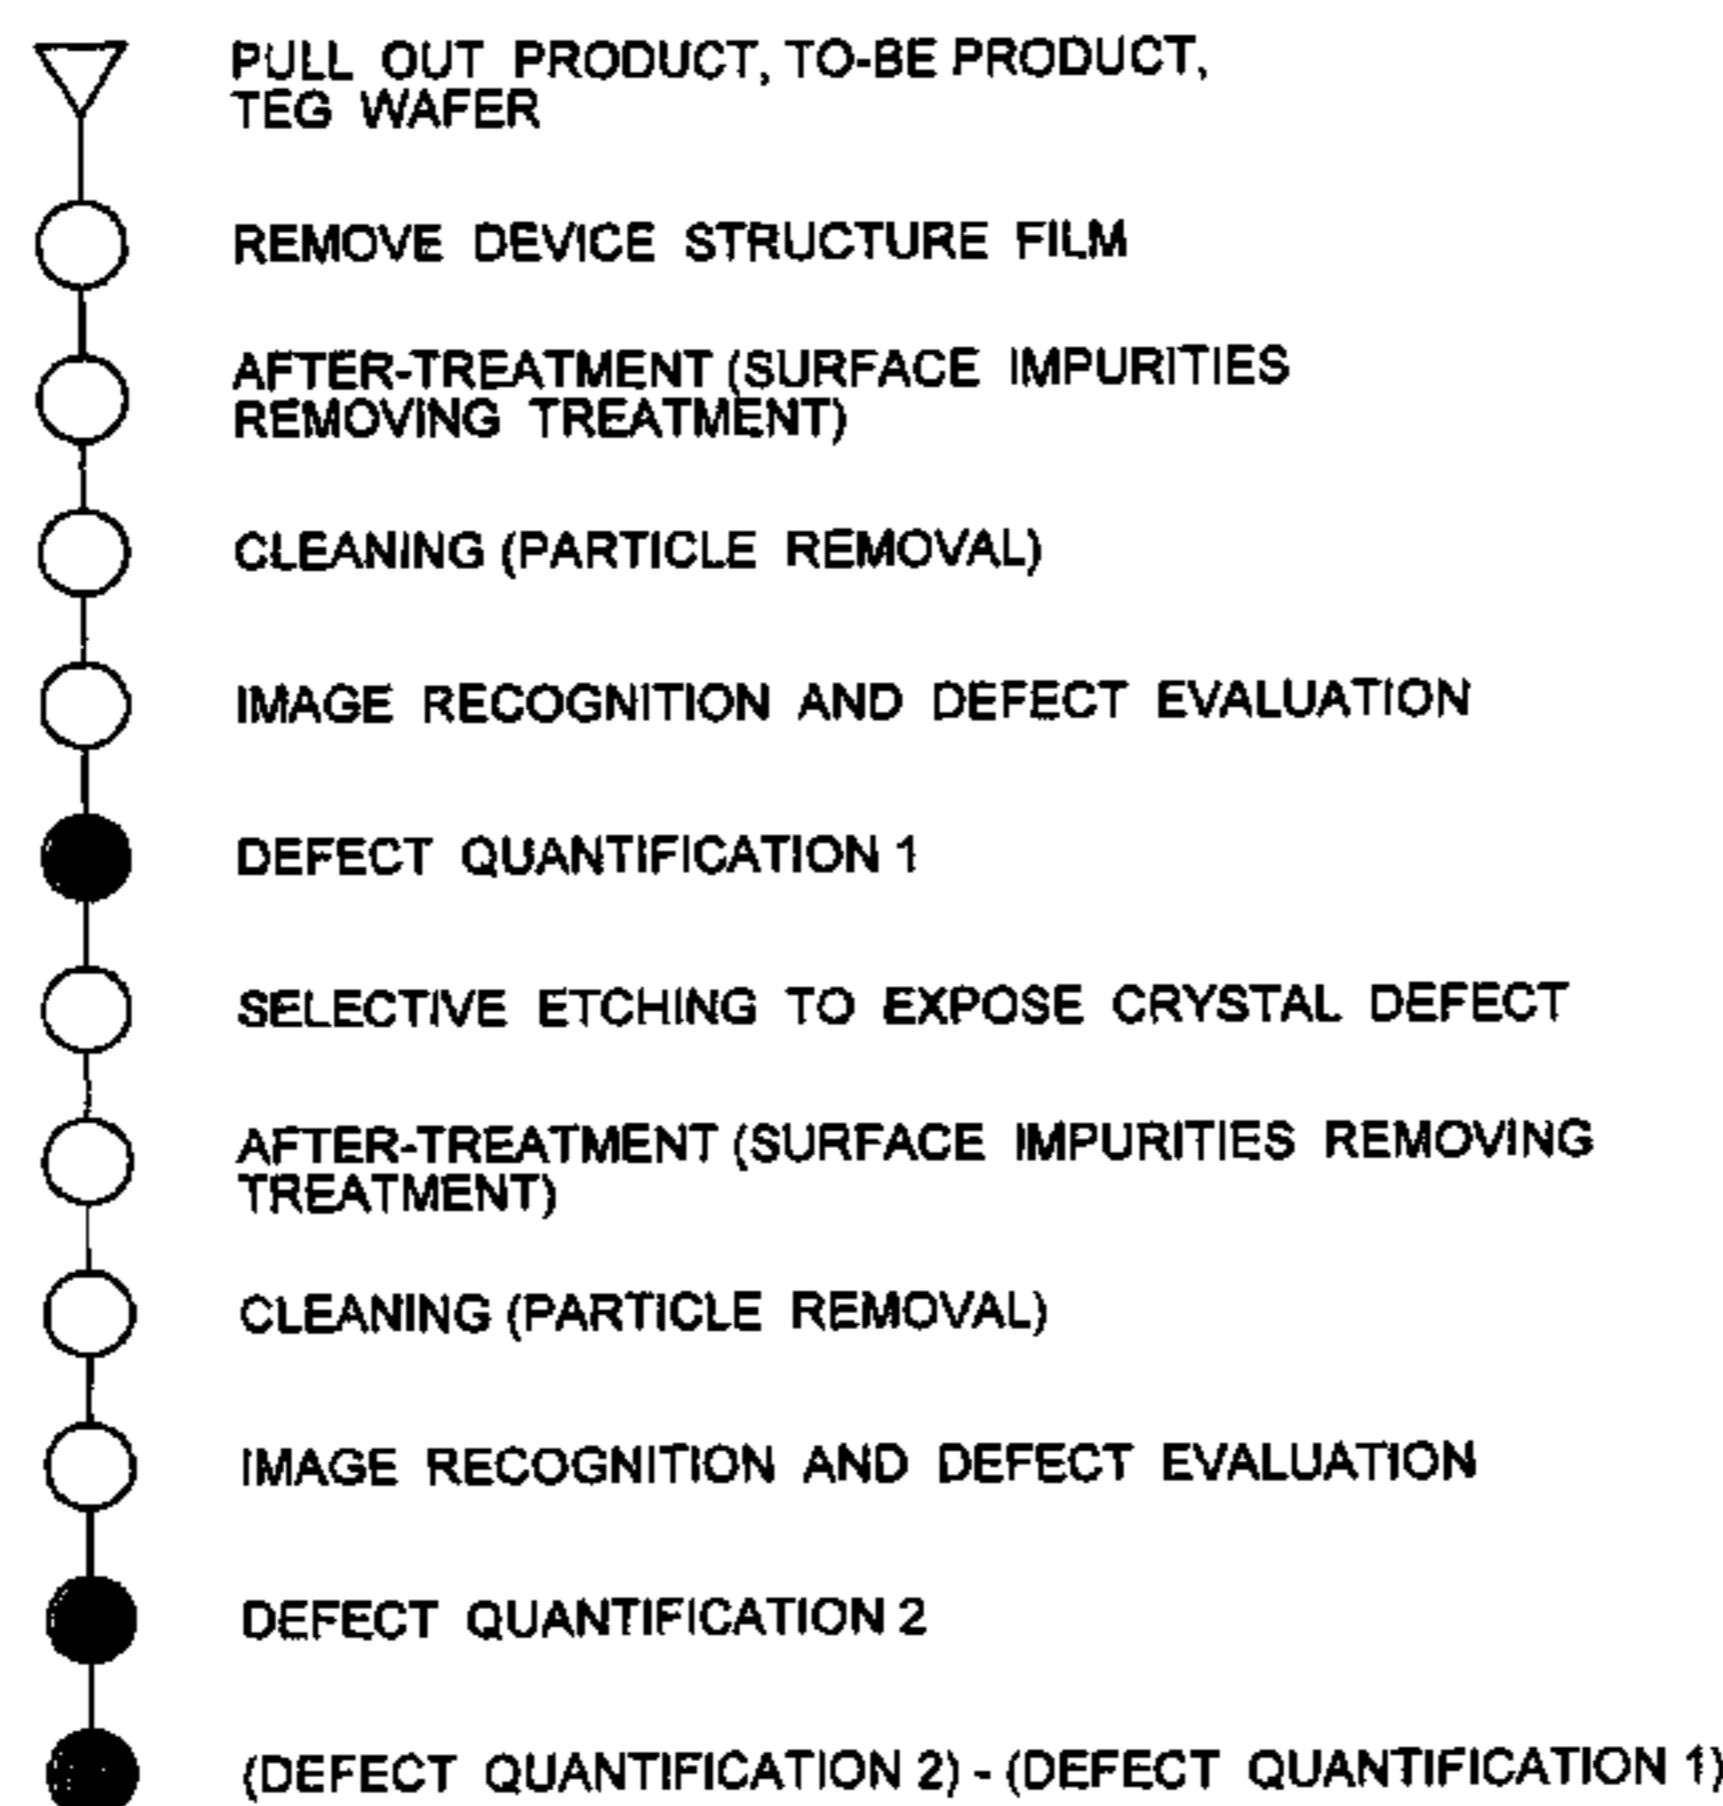 PULL OUT PRODUCT, TO-BE PRODUCT,
TEG WAFER
REMOVE DEVICE STRUCTURE FILM
AFTER-TREATMENT (SURFACE IMPURITIES
REMOVING TREATMENT)
CLEANING (PARTICLE REMOVAL)
IMAGE RECOGNITION AND DEFECT EVALUATION
DEFECT QUANTIFICATION 1
SELECTIVE ETCHING TO EXPOSE CRYSTAL DEFECT
AFTER-TREATMENT (SURFACE IMPURITIES REMOVING
TREATMENT)
CLEANING (PARTICLE REMOVAL)
IMAGE RECOGNITION AND DEFECT EVALUATION
DEFECT QUANTIFICATION 2
(DEFECT QUANTIFICATION 2) - (DEFECT QUANTIFICATION 1)